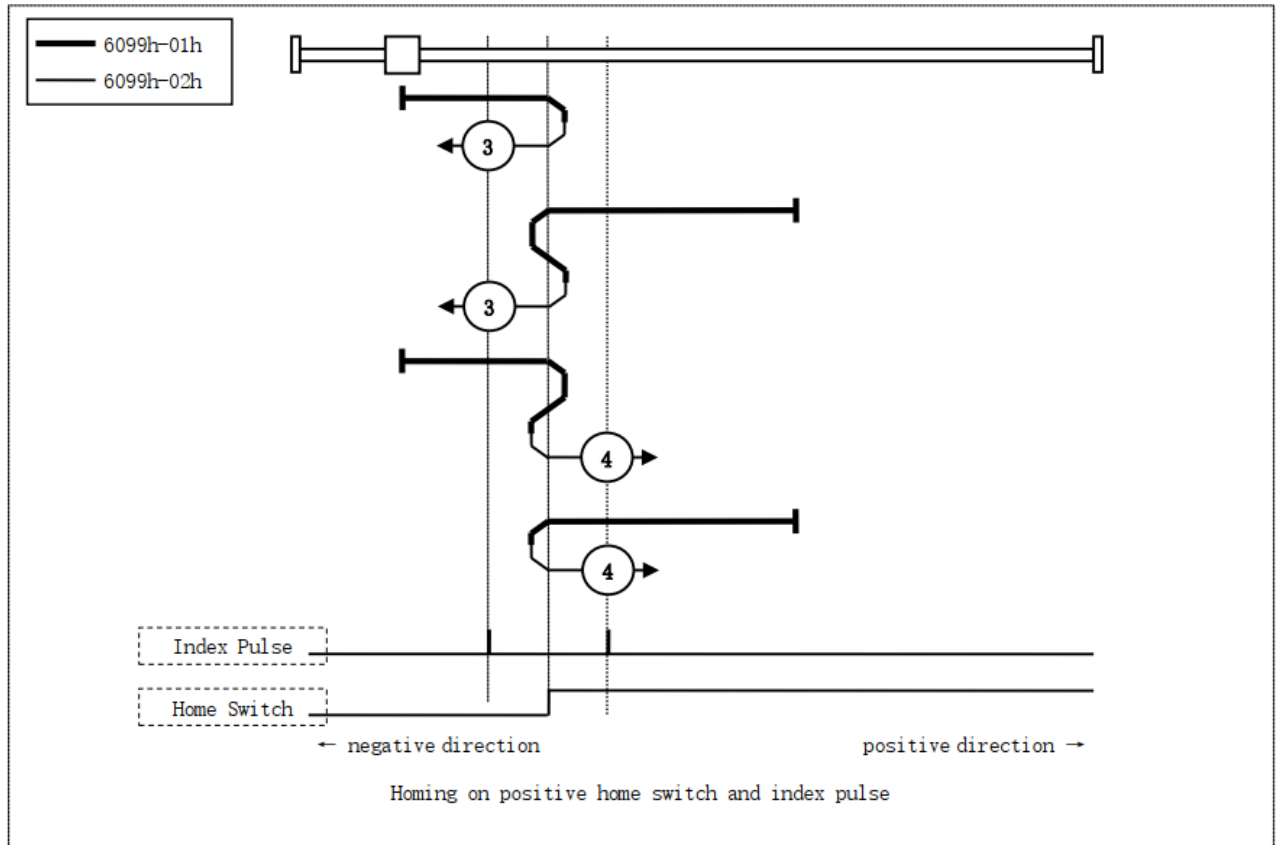 6099h-01h
6099h-02h
3
3
4
4
Index Pulse
Home Switch
← negative direction
positive direction →
Homing on positive home switch and index pulse